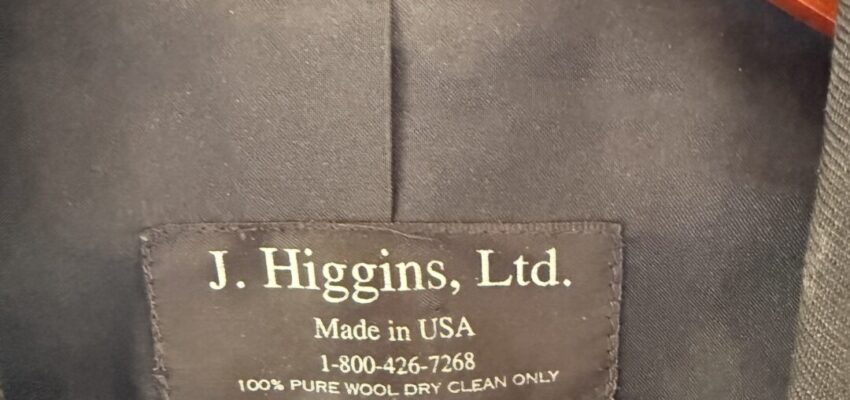 J. Higgins, Ltd.
Made in USA
1-800-426-7268
100% PURE WOOL DRY CLEAN ONLY